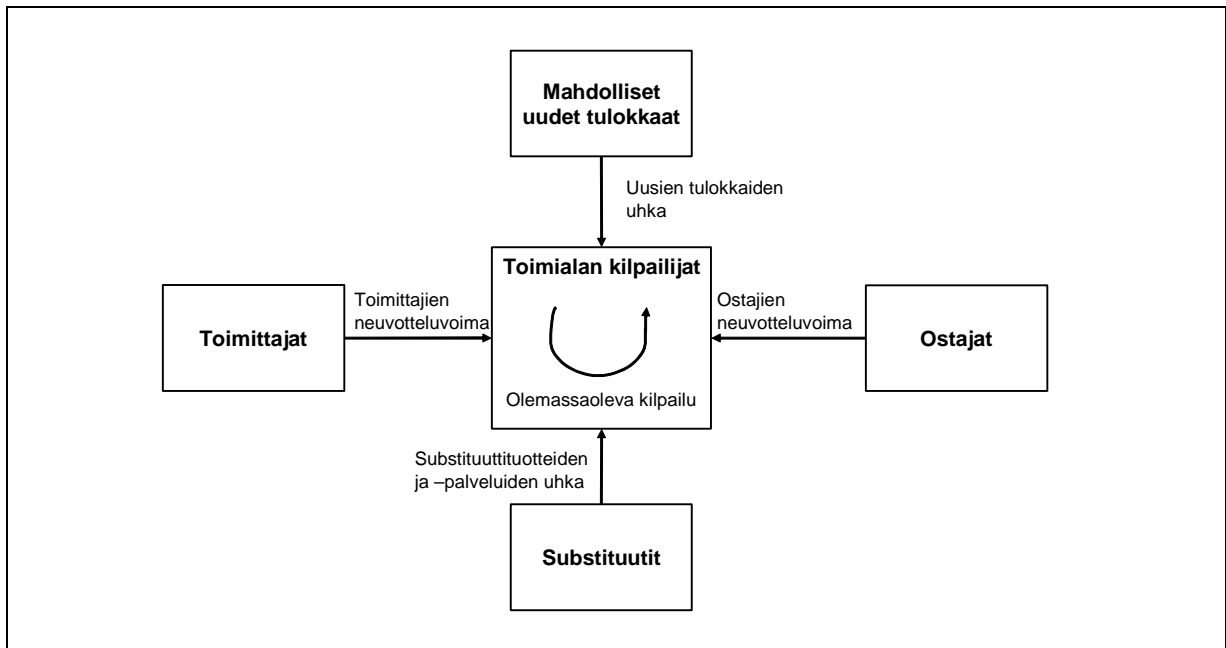 Mahdolliset
uudet tulokkaat
Uusien tulokkaiden
uhka
Toimialan kilpailijat
Toimittajat
Toimittajien
neuvotteluvoima
Ostajien
neuvotteluvoima
Ostajat
Olemassaoleva kilpailu
Substituuttituotteiden
ja –palveluiden uhka
Substituutit